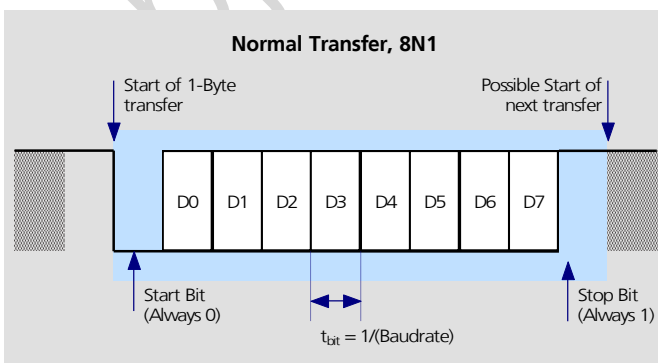 Normal Transfer, 8N1
Start of 1-Byte
transfer
Possible Start of
next transfer
D0 D1 D2 D3 D4 D5 D6 D7
Start Bit
(Always 0)
Stop Bit
(Always 1)
tbit = 1/(Baudrate)